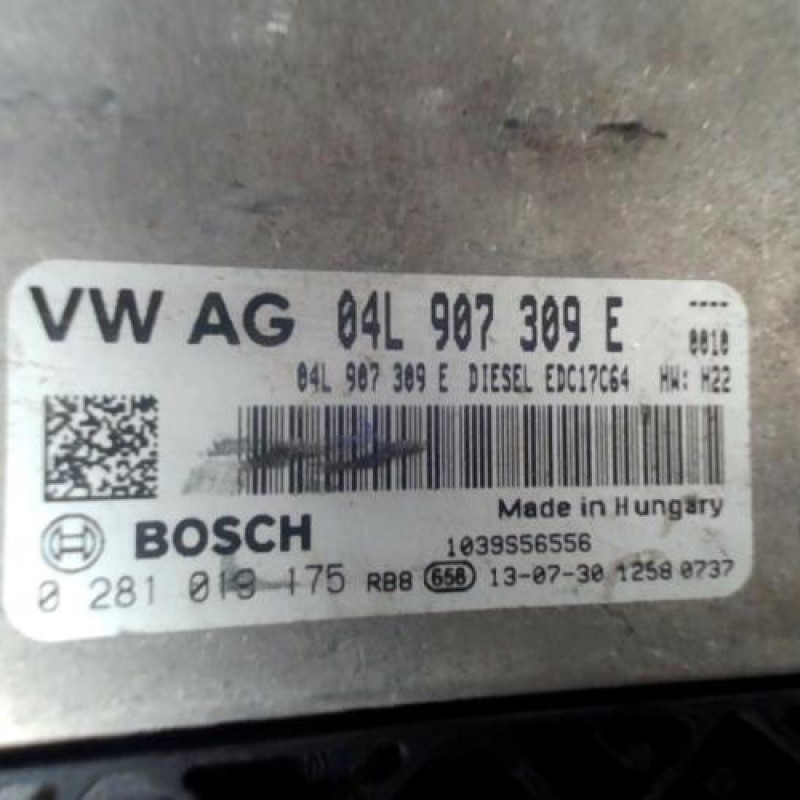 VW AG 04L 907 309 E ----
0010
04L 907 309 E DIESEL EDC17C64 HW: H22
Made in Hungary
BOSCH
1039S56556
0 281 019 175 RB8 658 13-07-30 1258 0737